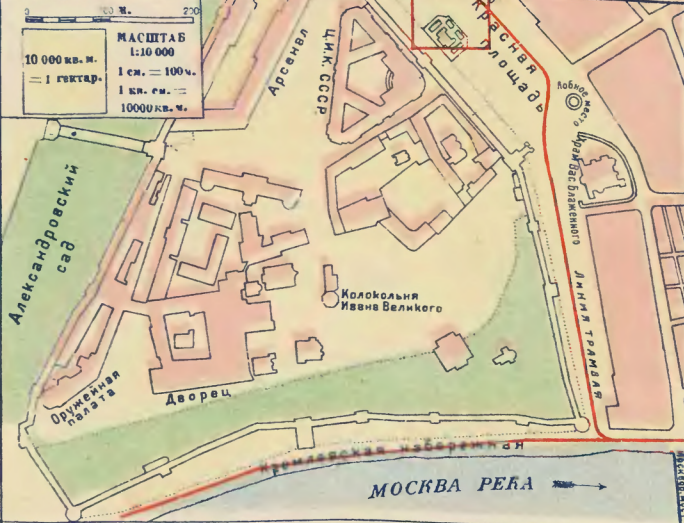 0 100 м. 200
10 000 кв. м.
= 1 гектар.
МАСШТАБ
1:10 000
1 см. = 100 м.
1 кв. см. =
10000 кв. м.
Арсенал
Ц.И.К. СССР
Красная
площадь
Лобное место
Храм Вас. Блаженного
Александровский
сад
Колокольня
Ивана Великого
ЛИНИЯ ТРАМВАЯ
Оружейная
палата
Дворец
Кремлевская набережная
МОСКВА РЕКА